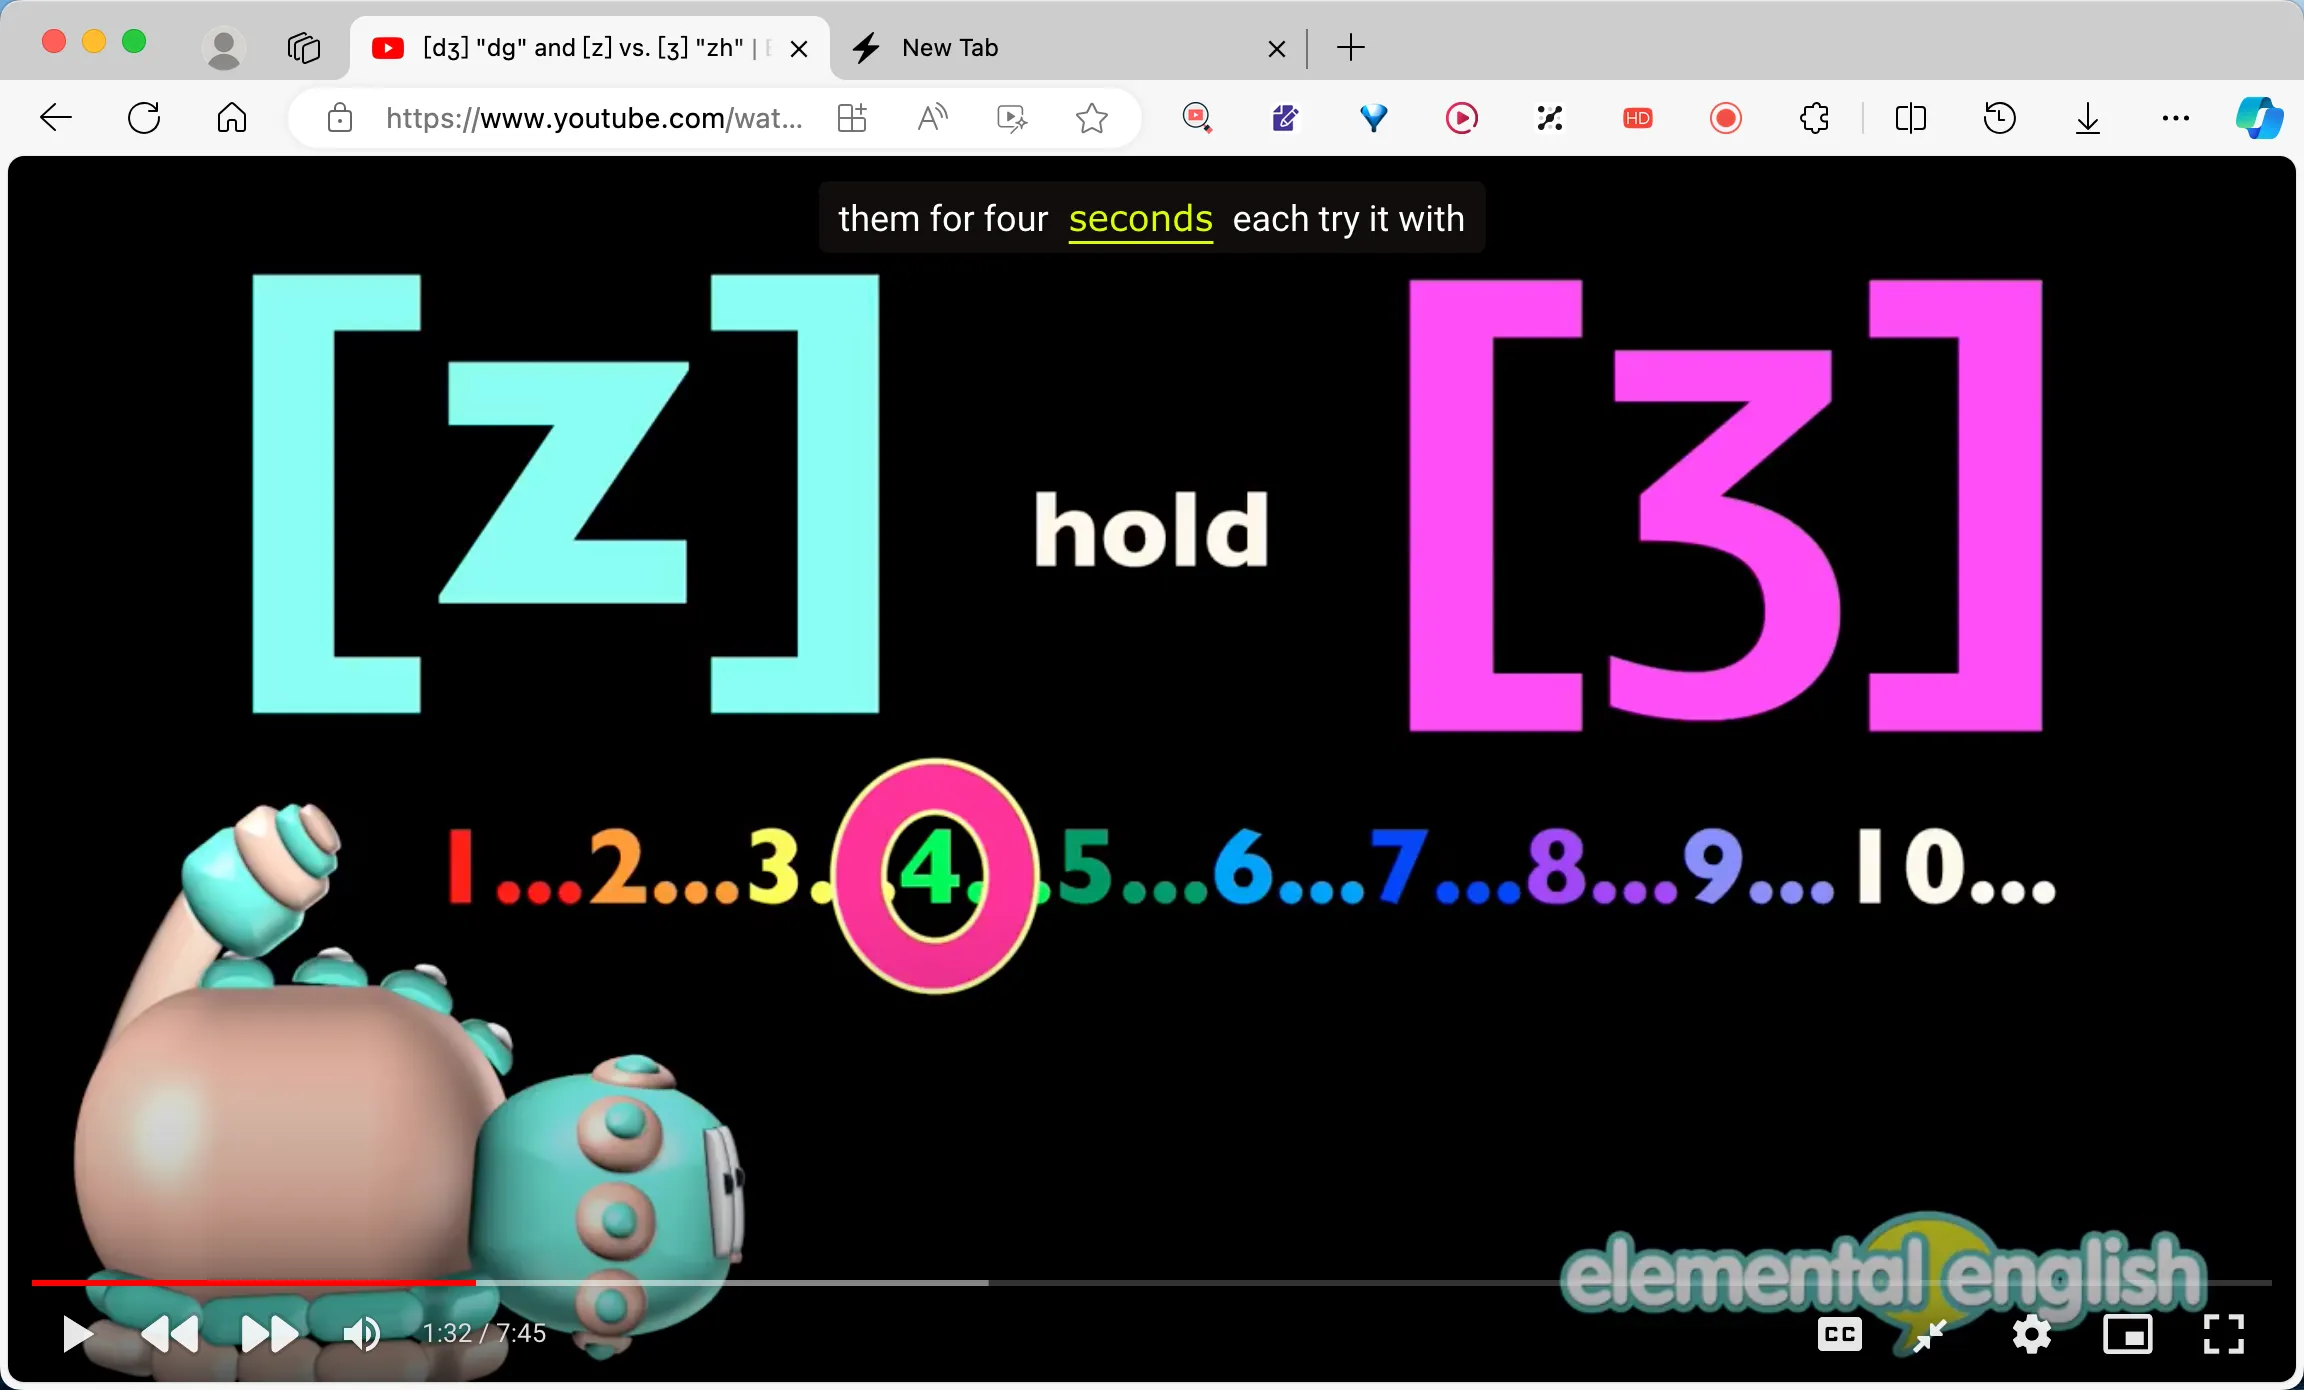 [dʒ] "dg" and [z] vs. [ʒ] "zh" |
New Tab
https://www.youtube.com/wat...
HD
them for four seconds each try it with
[z] hold [ʒ]
1...2...3...4...5...6...7...8...9...10...
elemental english
1:32 / 7:45
CC